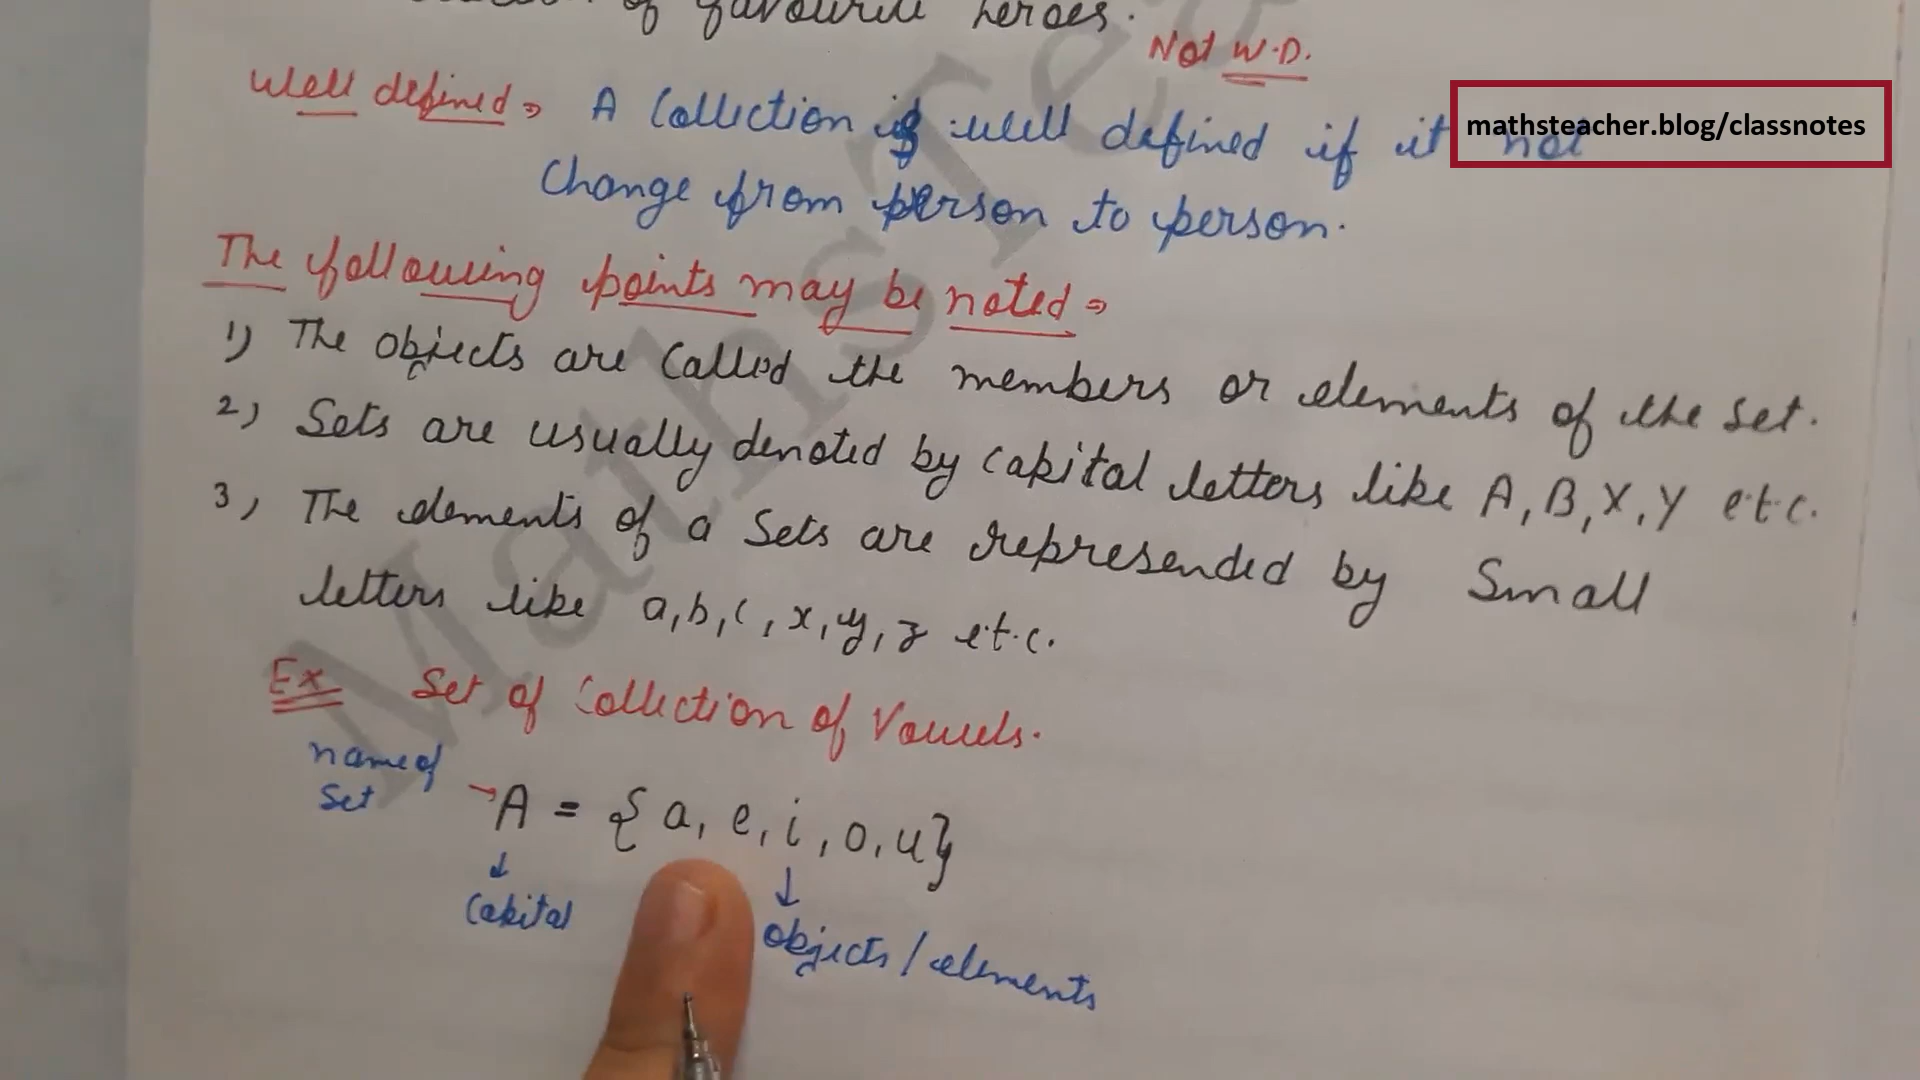 of favourite heroes.
Not W.D.
Well defined ⇒ A Collection is well defined if it not
mathsteacher.blog/classnotes
Change from person to person.
The following points may be noted ⇒
1) The objects are Called the members or elements of the set.
2) Sets are usually denoted by capital letters like A, B, X, Y e.t.c.
3) The elements of a Sets are represended by Small
letters like a, b, c, x, y, z e.t.c.
Ex Set of Collection of Vowels.
name of
Set
→ A = { a, e, i, o, u}
↓ ↓
Capital
objects / elements
MathsTe